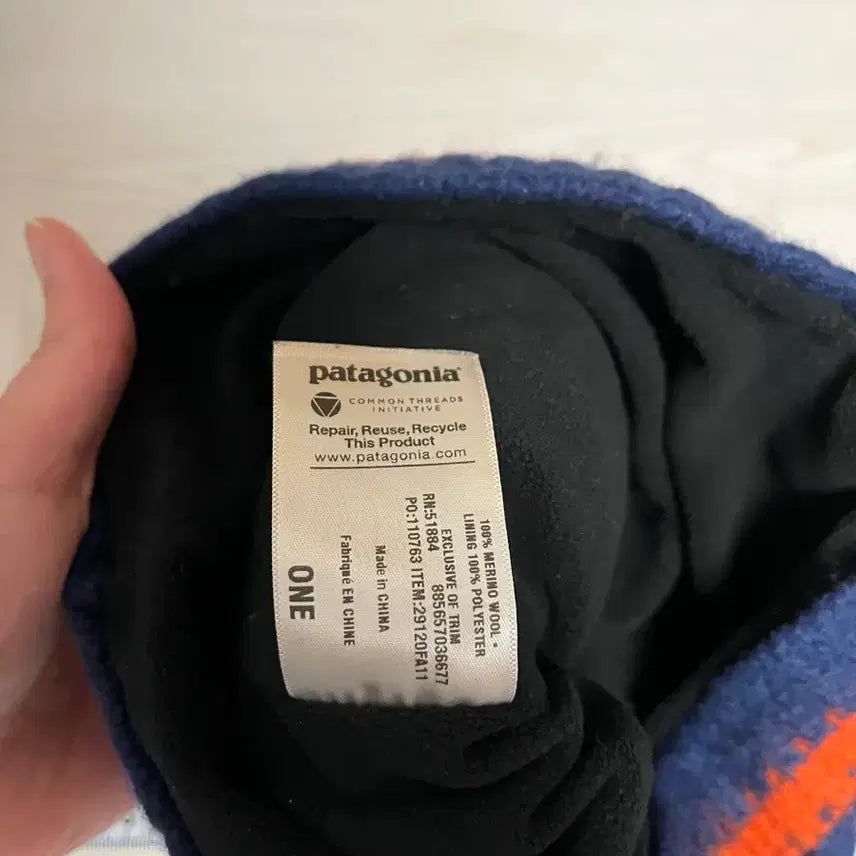 patagonia®
COMMON THREADS
INITIATIVE
Repair, Reuse, Recycle
This Product
www.patagonia.com
100% MERINO WOOL •
LINING 100% POLYESTER
EXCLUSIVE OF TRIM
885657036677
RN:51884
PO:110763 ITEM:29120FA11
Made in CHINA
Fabriqué EN CHINE
ONE